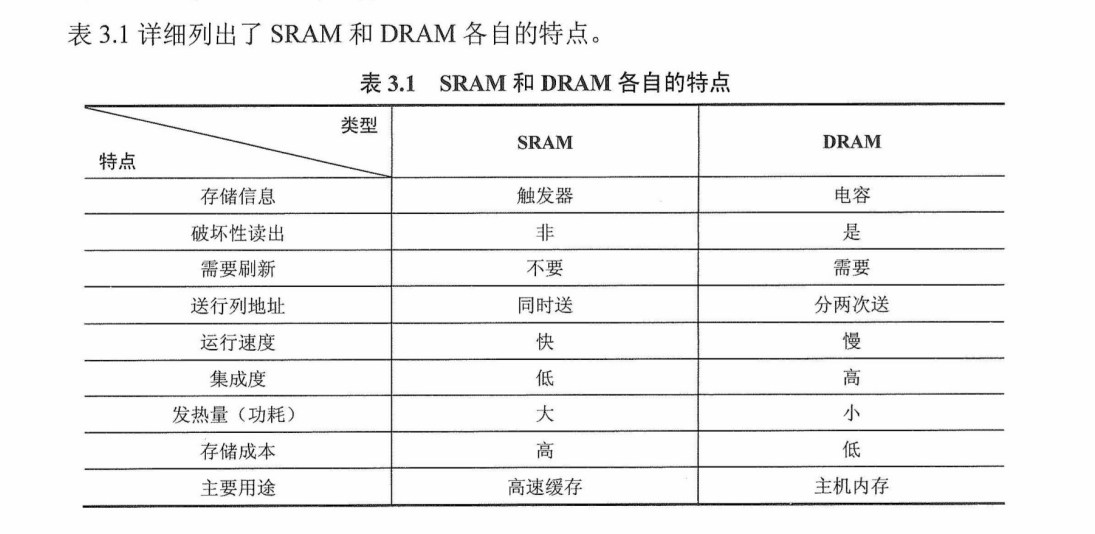 表 3.1 详细列出了 SRAM 和 DRAM 各自的特点。
表 3.1 SRAM 和 DRAM 各自的特点
类型
特点
SRAM
DRAM
存储信息 触发器 电容
破坏性读出 非 是
需要刷新 不要 需要
送行列地址 同时送 分两次送
运行速度 快 慢
集成度 低 高
发热量（功耗） 大 小
存储成本 高 低
主要用途 高速缓存 主机内存